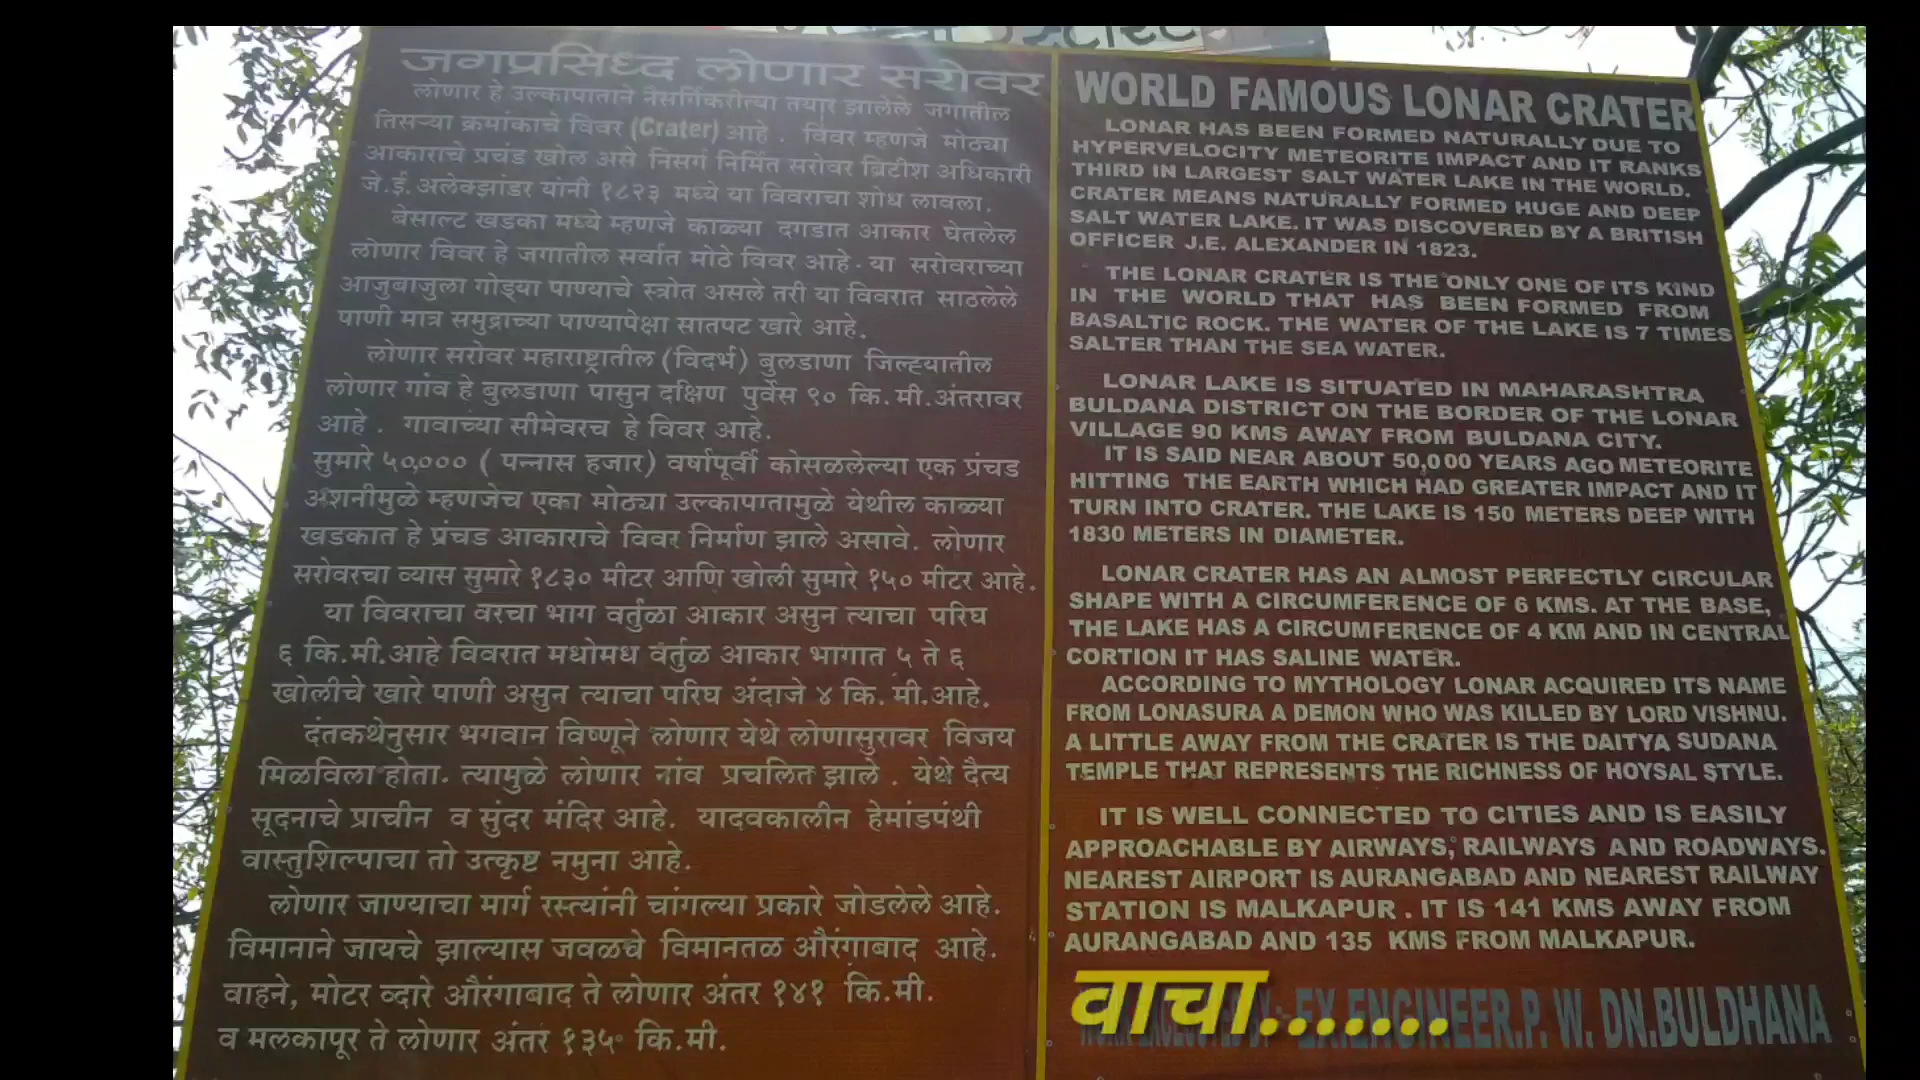 जगप्रसिध्द लोणार सरोवर
लोणार हे उल्कापाताने नैसर्गिकरीत्या तयार झालेले जगातील
तिसऱ्या क्रमांकाचे विवर (Crater) आहे . विवर म्हणजे मोठ्या
आकाराचे प्रचंड खोल असे निसर्ग निर्मित सरोवर ब्रिटीश अधिकारी
जे.ई.अलेक्झांडर यांनी १८२३ मध्ये या विवराचा शोध लावला.
बेसाल्ट खडका मध्ये म्हणजे काळ्या दगडात आकार घेतलेल
लोणार विवर हे जगातील सर्वात मोठे विवर आहे. या सरोवराच्या
आजुबाजुला गोड्या पाण्याचे स्त्रोत असले तरी या विवरात साठलेले
पाणी मात्र समुद्राच्या पाण्यापेक्षा सातपट खारे आहे.
लोणार सरोवर महाराष्ट्रातील (विदर्भ) बुलडाणा जिल्ह्यातील
लोणार गांव हे बुलडाणा पासुन दक्षिण पुर्वेस ९० कि.मी.अंतरावर
आहे . गावाच्या सीमेवरच हे विवर आहे.
सुमारे ५०,००० ( पन्नास हजार) वर्षापूर्वी कोसळलेल्या एक प्रंचड
अशनीमुळे म्हणजेच एका मोठ्या उल्कापातामुळे येथील काळ्या
खडकात हे प्रंचड आकाराचे विवर निर्माण झाले असावे. लोणार
सरोवरचा व्यास सुमारे १८३० मीटर आणि खोली सुमारे १५० मीटर आहे.
या विवराचा वरचा भाग वर्तुळा आकार असुन त्याचा परिघ
६ कि.मी.आहे विवरात मधोमध वर्तुळ आकार भागात ५ ते ६
खोलीचे खारे पाणी असुन त्याचा परिघ अंदाजे ४ कि. मी.आहे.
दंतकथेनुसार भगवान विष्णूने लोणार येथे लोणासुरावर विजय
मिळविला होता. त्यामुळे लोणार नांव प्रचलित झाले . येथे दैत्य
सूदनाचे प्राचीन व सुंदर मंदिर आहे. यादवकालीन हेमांडपंथी
वास्तुशिल्पाचा तो उत्कृष्ट नमुना आहे.
लोणार जाण्याचा मार्ग रस्त्यांनी चांगल्या प्रकारे जोडलेले आहे.
विमानाने जायचे झाल्यास जवळचे विमानतळ औरंगाबाद आहे.
वाहने, मोटर व्दारे औरंगाबाद ते लोणार अंतर १४१ कि.मी.
व मलकापूर ते लोणार अंतर १३५ कि.मी.
WORLD FAMOUS LONAR CRATER
LONAR HAS BEEN FORMED NATURALLY DUE TO
HYPERVELOCITY METEORITE IMPACT AND IT RANKS
THIRD IN LARGEST SALT WATER LAKE IN THE WORLD.
CRATER MEANS NATURALLY FORMED HUGE AND DEEP
SALT WATER LAKE. IT WAS DISCOVERED BY A BRITISH
OFFICER J.E. ALEXANDER IN 1823.
THE LONAR CRATER IS THE ONLY ONE OF ITS KIND
IN THE WORLD THAT HAS BEEN FORMED FROM
BASALTIC ROCK. THE WATER OF THE LAKE IS 7 TIMES
SALTER THAN THE SEA WATER.
LONAR LAKE IS SITUATED IN MAHARASHTRA
BULDANA DISTRICT ON THE BORDER OF THE LONAR
VILLAGE 90 KMS AWAY FROM BULDANA CITY.
IT IS SAID NEAR ABOUT 50,000 YEARS AGO METEORITE
HITTING THE EARTH WHICH HAD GREATER IMPACT AND IT
TURN INTO CRATER. THE LAKE IS 150 METERS DEEP WITH
1830 METERS IN DIAMETER.
LONAR CRATER HAS AN ALMOST PERFECTLY CIRCULAR
SHAPE WITH A CIRCUMFERENCE OF 6 KMS. AT THE BASE,
THE LAKE HAS A CIRCUMFERENCE OF 4 KM AND IN CENTRAL
CORTION IT HAS SALINE WATER.
ACCORDING TO MYTHOLOGY LONAR ACQUIRED ITS NAME
FROM LONASURA A DEMON WHO WAS KILLED BY LORD VISHNU.
A LITTLE AWAY FROM THE CRATER IS THE DAITYA SUDANA
TEMPLE THAT REPRESENTS THE RICHNESS OF HOYSAL STYLE.
IT IS WELL CONNECTED TO CITIES AND IS EASILY
APPROACHABLE BY AIRWAYS, RAILWAYS AND ROADWAYS.
NEAREST AIRPORT IS AURANGABAD AND NEAREST RAILWAY
STATION IS MALKAPUR . IT IS 141 KMS AWAY FROM
AURANGABAD AND 135 KMS FROM MALKAPUR.
वाचा.......
EX.ENGINEER.P. W. DN.BULDHANA